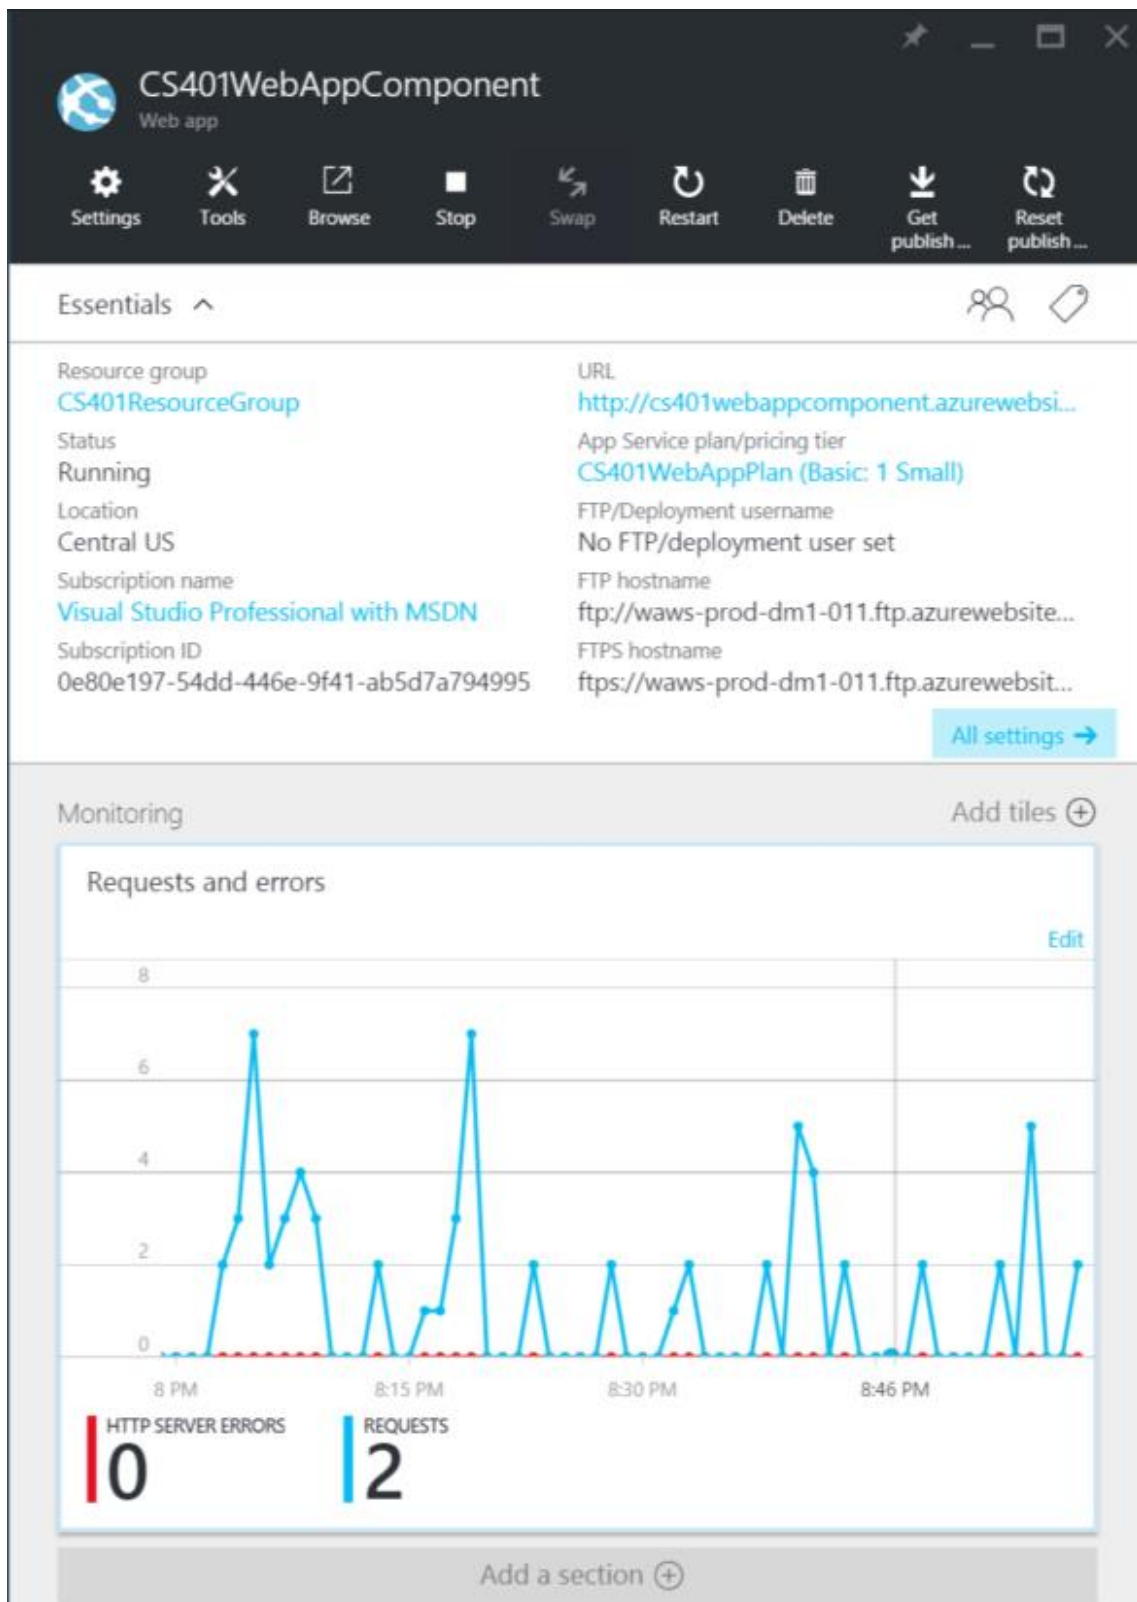 CS401WebAppComponent
Web app
Settings
Tools
Browse
Stop
Swap
Restart
Delete
Get
publish ...
Reset
publish ...
Essentials
Resource group
CS401ResourceGroup
Status
Running
Location
Central US
Subscription name
Visual Studio Professional with MSDN
Subscription ID
0e80e197-54dd-446e-9f41-ab5d7a794995
URL
http://cs401webappcomponent.azurewebsi...
App Service plan/pricing tier
CS401WebAppPlan (Basic: 1 Small)
FTP/Deployment username
No FTP/deployment user set
FTP hostname
ftp://waws-prod-dm1-011.ftp.azurewebsite...
FTPS hostname
ftps://waws-prod-dm1-011.ftp.azurewebsit...
All settings
Monitoring
Add tiles
Requests and errors
Edit
8
6
4
2
0
8 PM
8:15 PM
8:30 PM
8:46 PM
HTTP SERVER ERRORS
0
REQUESTS
2
Add a section